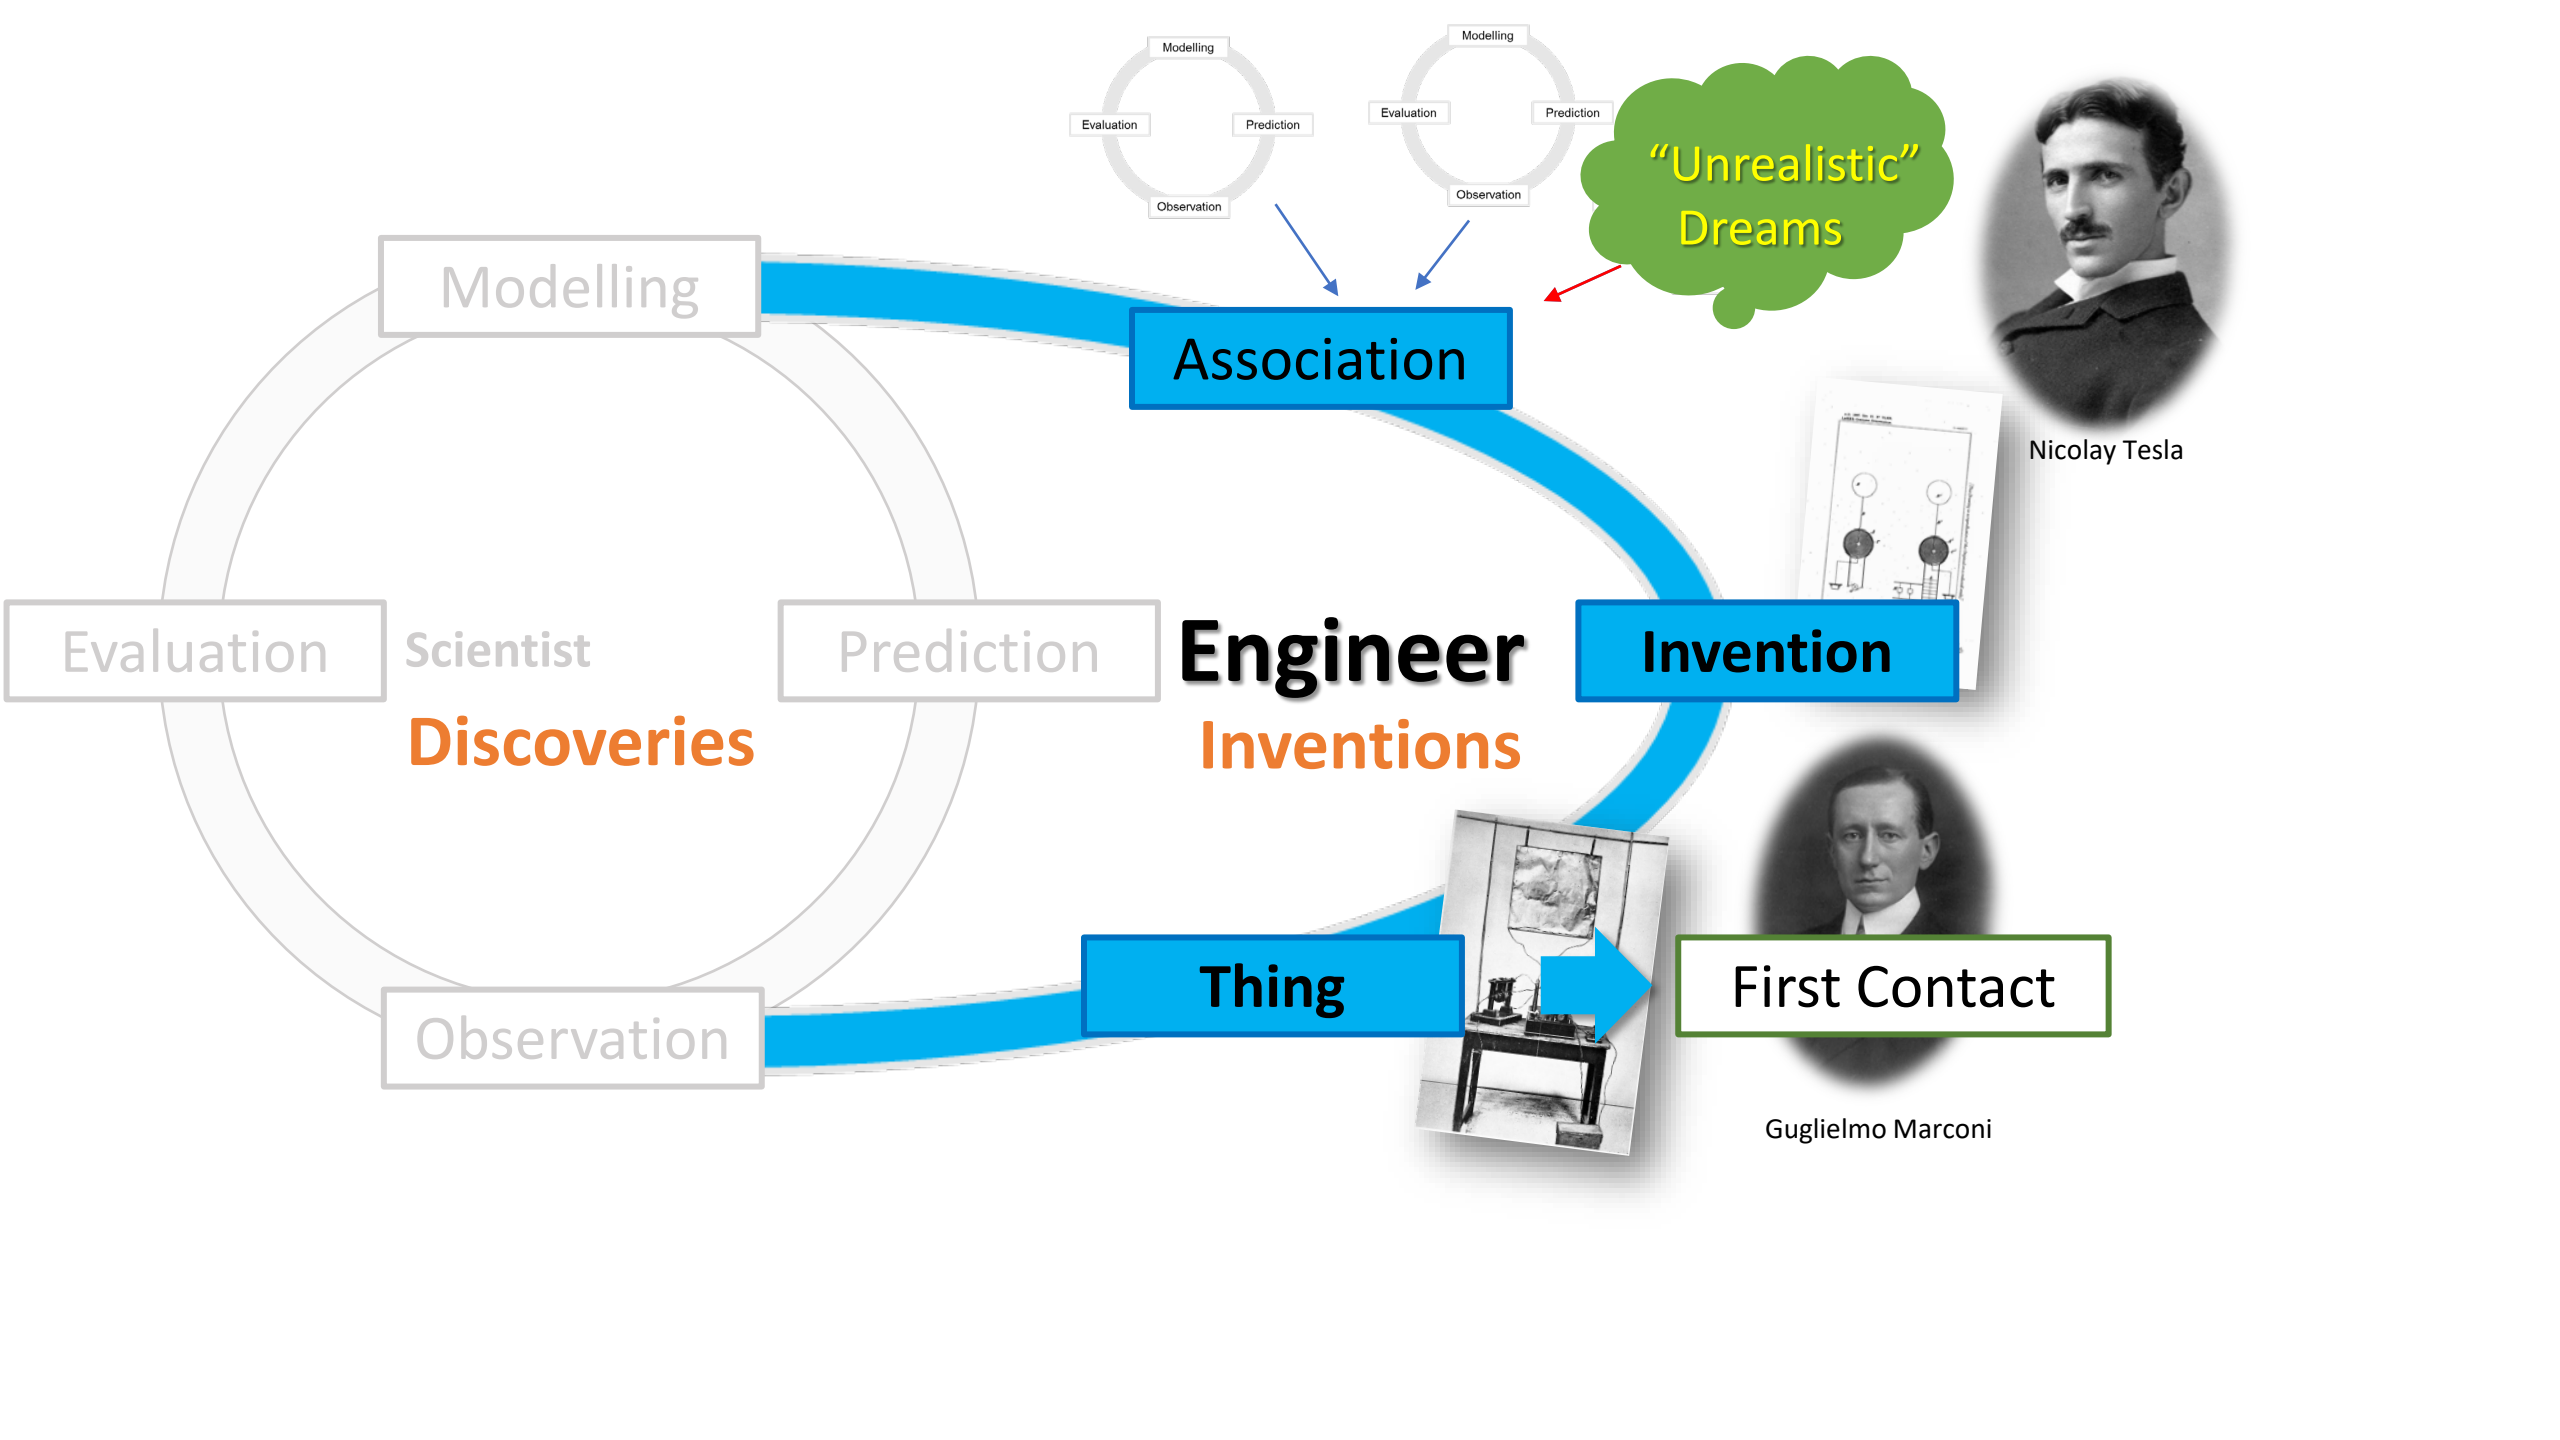 Modelling
Evaluation
Prediction
Observation
Modelling
Evaluation
Prediction
Observation
“Unrealistic”
Dreams
Nicolay Tesla
Modelling
Association
Evaluation
Scientist
Discoveries
Prediction
Engineer
Inventions
Invention
Observation
Thing
First Contact
Guglielmo Marconi